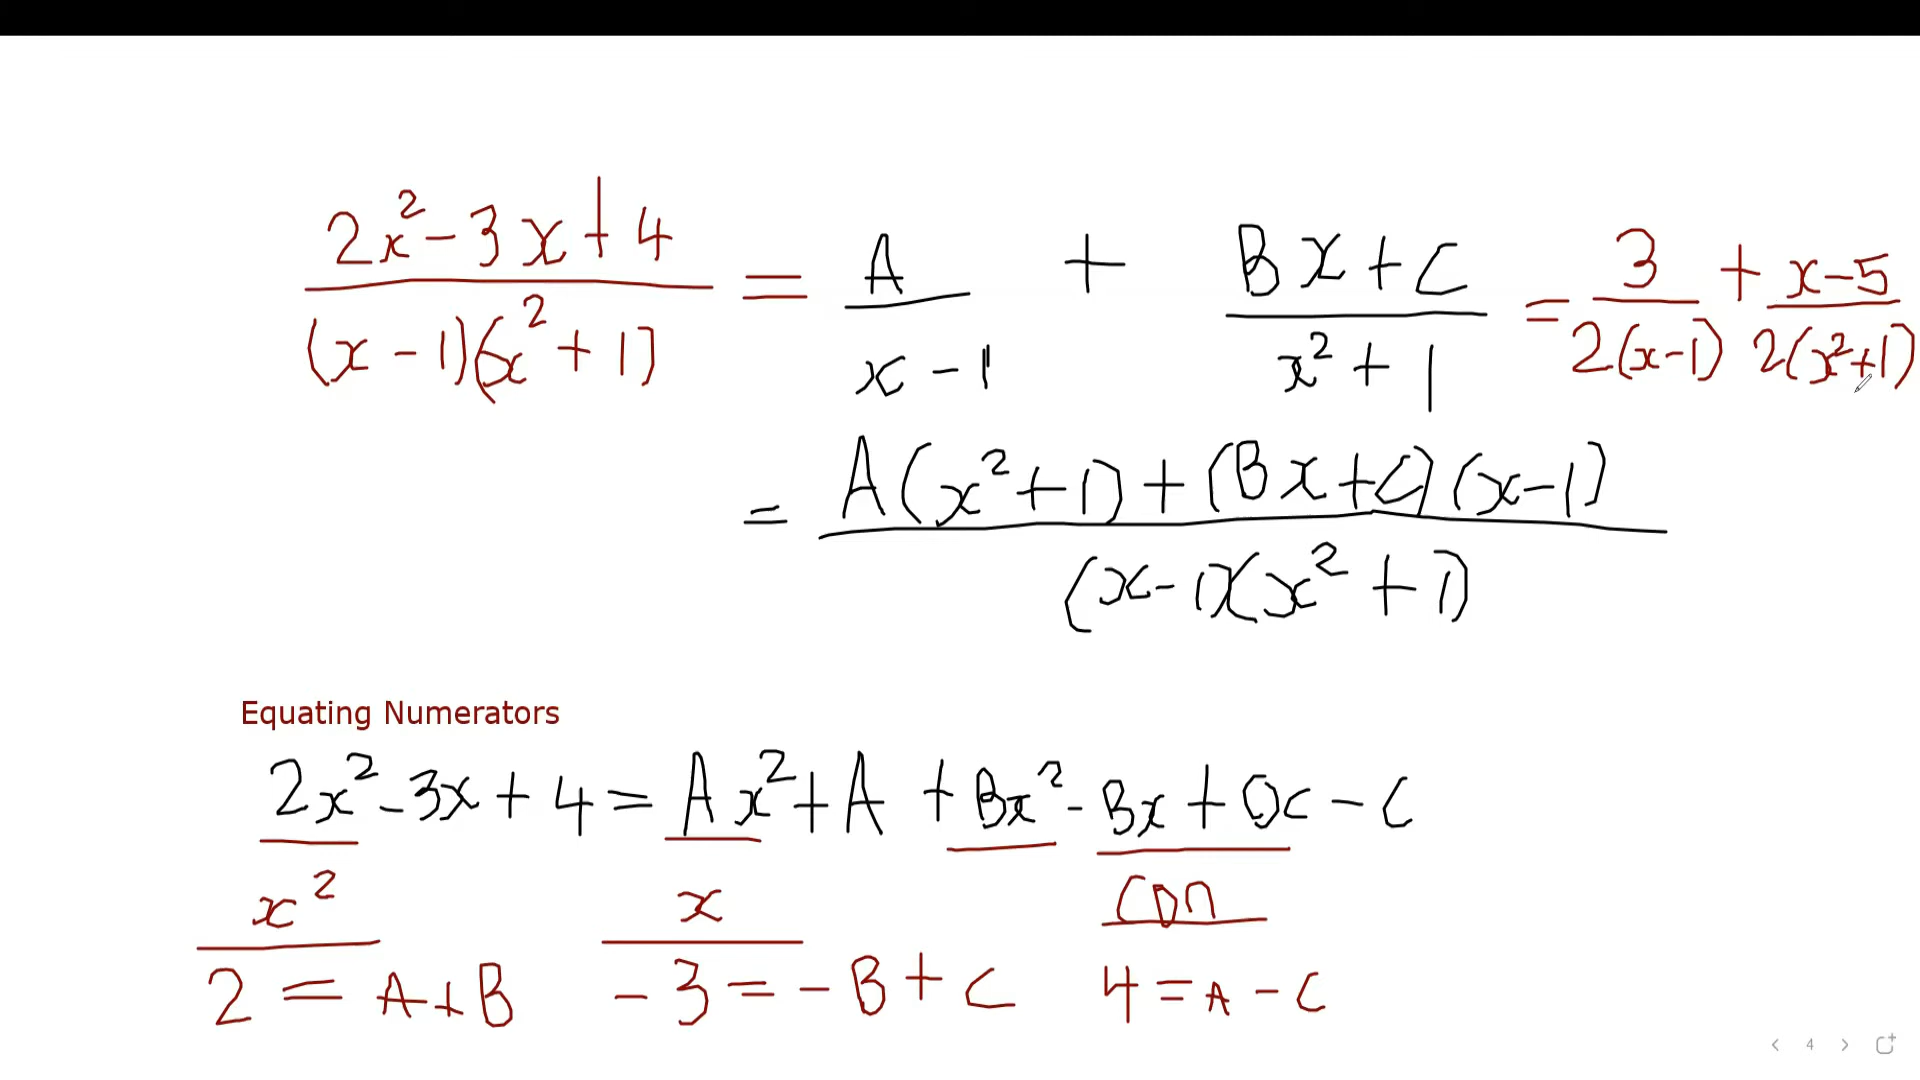 (2x² - 3x + 4)/((x - 1)(x² + 1)) = A/(x - 1) + (Bx + C)/(x² + 1) = 3/(2(x-1)) + (x-5)/(2(x²+1))
= (A(x²+1) + (Bx+C)(x-1))/((x-1)(x²+1))
Equating Numerators
2x² - 3x + 4 = Ax² + A + Bx² - Bx + Cx - C
x² x con
2 = A+B -3 = -B+C 4 = A-C
4